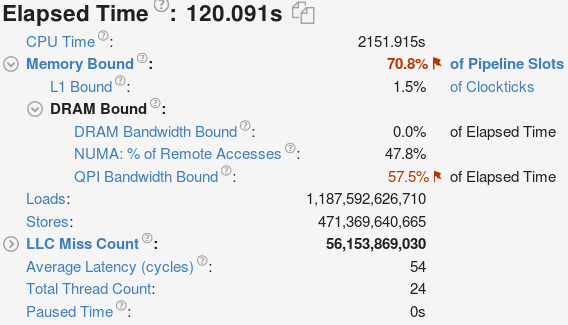 Elapsed Time ?: 120.091s
CPU Time ?: 2151.915s
Memory Bound ?: 70.8% of Pipeline Slots
L1 Bound ?: 1.5% of Clockticks
DRAM Bound ?:
DRAM Bandwidth Bound ?: 0.0% of Elapsed Time
NUMA: % of Remote Accesses ?: 47.8%
QPI Bandwidth Bound ?: 57.5% of Elapsed Time
Loads: 1,187,592,626,710
Stores: 471,369,640,665
LLC Miss Count ?: 56,153,869,030
Average Latency (cycles) ?: 54
Total Thread Count: 24
Paused Time ?: 0s